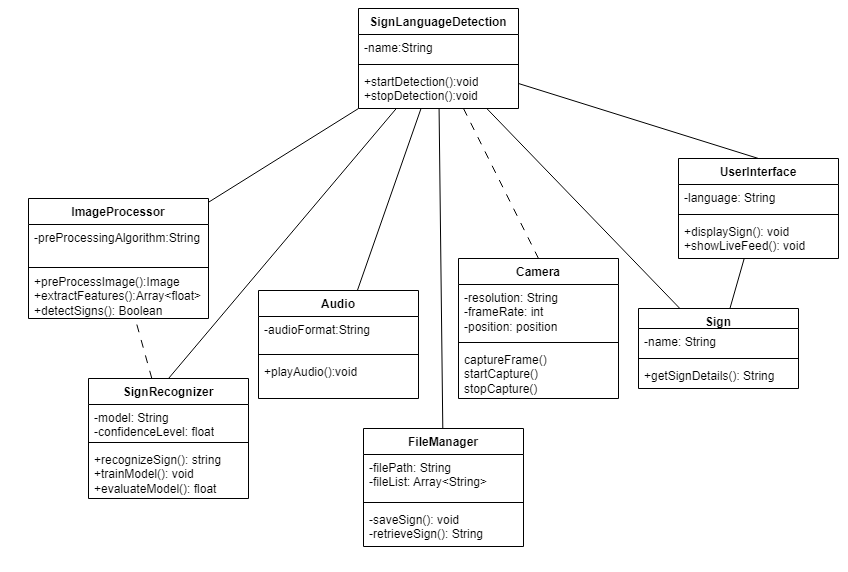 SignLanguageDetection
-name:String
+startDetection():void
+stopDetection():void
UserInterface
-language: String
+displaySign(): void
+showLiveFeed(): void
ImageProcessor
-preProcessingAlgorithm:String
+preProcessImage():Image
+extractFeatures():Array<float>
+detectSigns(): Boolean
Camera
-resolution: String
-frameRate: int
-position: position
captureFrame()
startCapture()
stopCapture()
Audio
-audioFormat:String
+playAudio():void
Sign
-name: String
+getSignDetails(): String
SignRecognizer
-model: String
-confidenceLevel: float
+recognizeSign(): string
+trainModel(): void
+evaluateModel(): float
FileManager
-filePath: String
-fileList: Array<String>
-saveSign(): void
-retrieveSign(): String